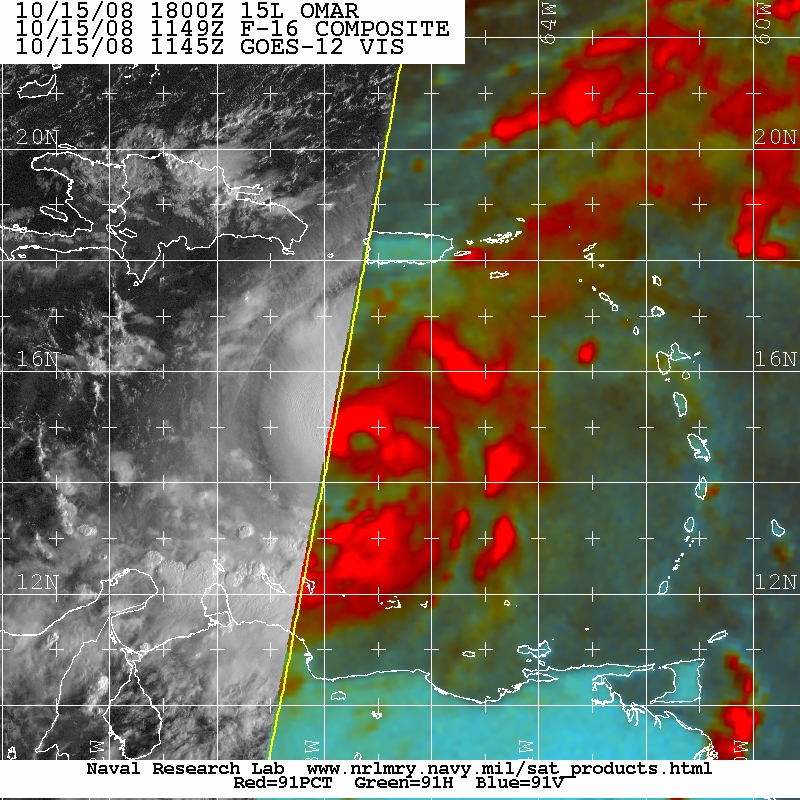 10/15/08 1800Z 15L OMAR
10/15/08 1149Z F-16 COMPOSITE
10/15/08 1145Z GOES-12 VIS
64W
60W
20N
20N
16N
16N
12N
12N
Naval Research Lab www.nrlmry.navy.mil/sat_products.html
Red=91PCT Green=91H Blue=91V